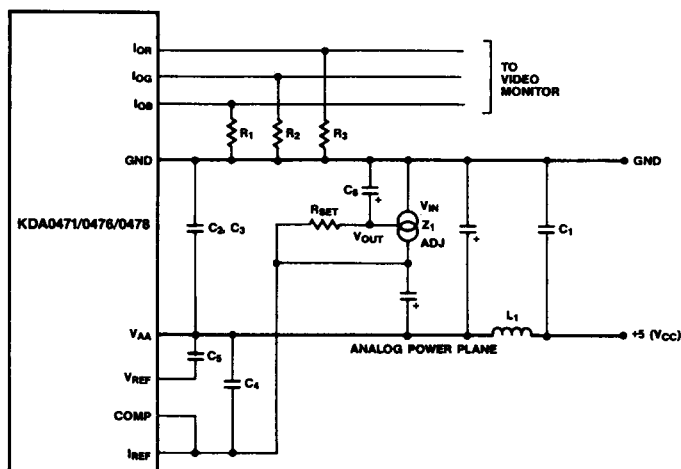 IOR
IOG
IOB
TO
VIDEO
MONITOR
R1
R2
R3
GND
GND
C6
+
VIN
RSET
KDA0471/0476/0478
C2, C3
VOUT
Z1
ADJ
+
C1
+
L1
VAA
+5 (VCC)
ANALOG POWER PLANE
C5
VREF
C4
COMP
IREF